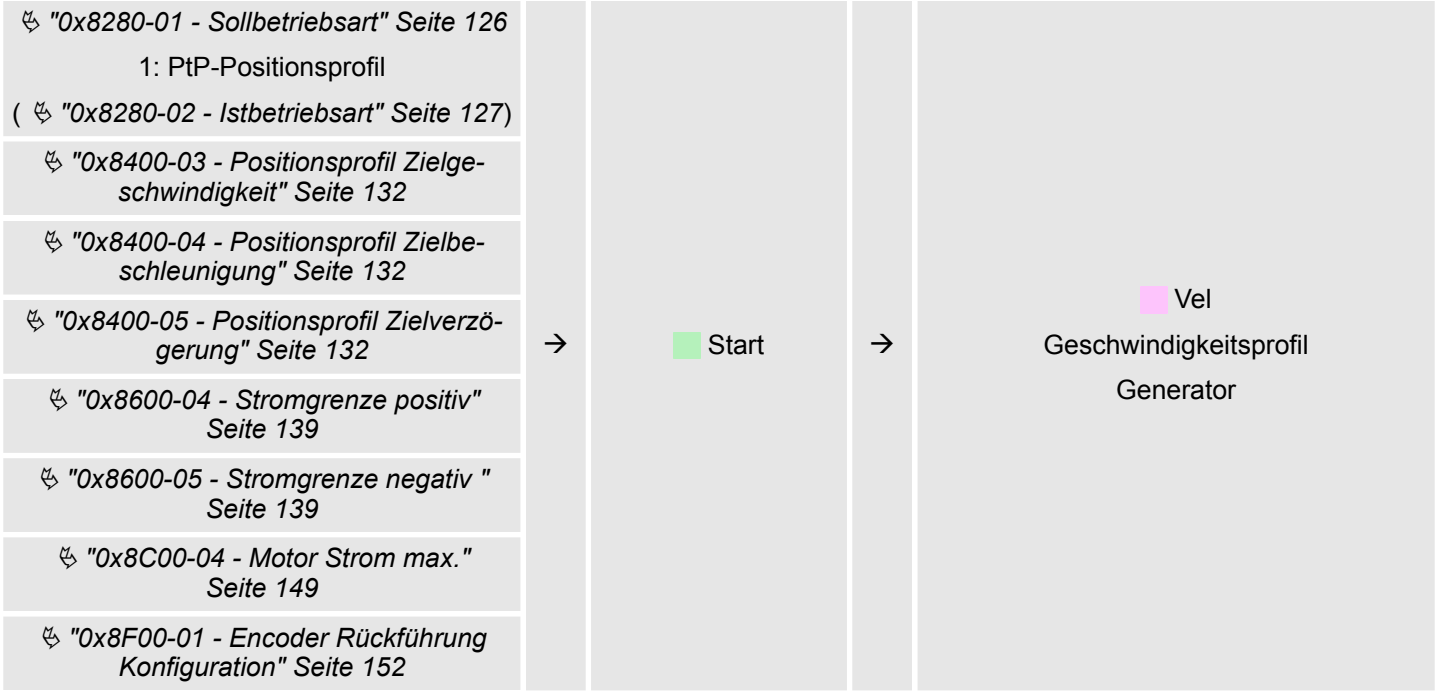 ↳ "0x8280-01 - Sollbetriebsart" Seite 126
1: PtP-Positionsprofil
( ↳ "0x8280-02 - Istbetriebsart" Seite 127)
↳ "0x8400-03 - Positionsprofil Zielge-
schwindigkeit" Seite 132
↳ "0x8400-04 - Positionsprofil Zielbe-
schleunigung" Seite 132
↳ "0x8400-05 - Positionsprofil Zielverzö-
gerung" Seite 132
↳ "0x8600-04 - Stromgrenze positiv"
Seite 139
↳ "0x8600-05 - Stromgrenze negativ "
Seite 139
↳ "0x8C00-04 - Motor Strom max."
Seite 149
↳ "0x8F00-01 - Encoder Rückführung
Konfiguration" Seite 152
→
Start
→
Vel
Geschwindigkeitsprofil
Generator